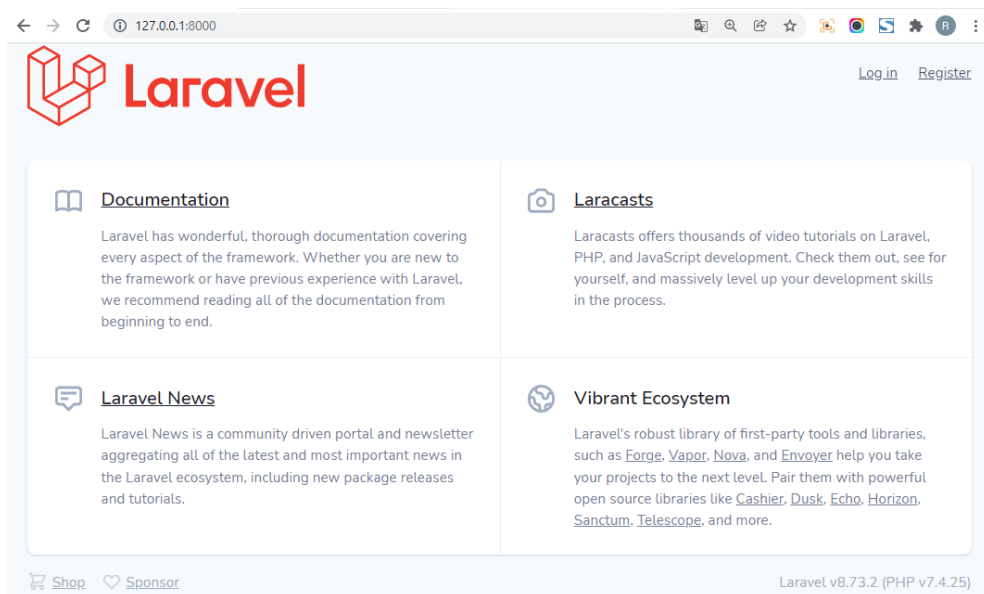 127.0.0.1:8000
R
Laravel
Log in Register
Documentation
Laravel has wonderful, thorough documentation covering
every aspect of the framework. Whether you are new to
the framework or have previous experience with Laravel,
we recommend reading all of the documentation from
beginning to end.
Laracasts
Laracasts offers thousands of video tutorials on Laravel,
PHP, and JavaScript development. Check them out, see for
yourself, and massively level up your development skills
in the process.
Laravel News
Laravel News is a community driven portal and newsletter
aggregating all of the latest and most important news in
the Laravel ecosystem, including new package releases
and tutorials.
Vibrant Ecosystem
Laravel's robust library of first-party tools and libraries,
such as Forge, Vapor, Nova, and Envoyer help you take
your projects to the next level. Pair them with powerful
open source libraries like Cashier, Dusk, Echo, Horizon,
Sanctum, Telescope, and more.
Shop Sponsor
Laravel v8.73.2 (PHP v7.4.25)